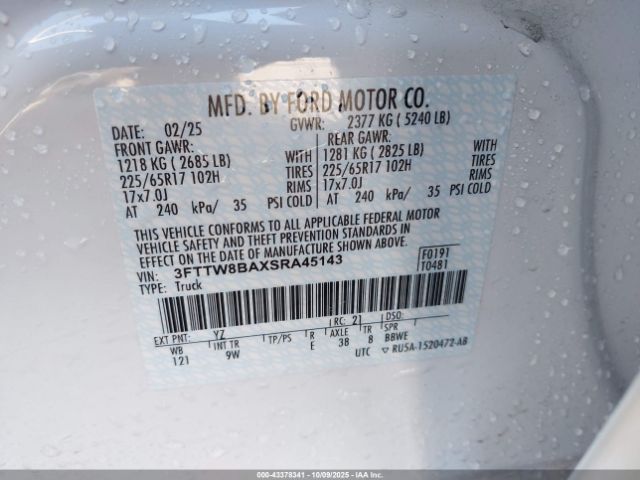 MFD. BY FORD MOTOR CO.
DATE: 02/25 GVWR: 2377 KG ( 5240 LB)
FRONT GAWR: REAR GAWR:
1218 KG ( 2685 LB) WITH 1281 KG ( 2825 LB) WITH
225/65R17 102H TIRES 225/65R17 102H TIRES
17x7.0J RIMS 17x7.0J RIMS
AT 240 kPa/ 35 PSI COLD AT 240 kPa/ 35 PSI COLD
THIS VEHICLE CONFORMS TO ALL APPLICABLE FEDERAL MOTOR
VEHICLE SAFETY AND THEFT PREVENTION STANDARDS IN
EFFECT ON THE DATE OF MANUFACTURE SHOWN ABOVE.
VIN: 3FTTW8BAXSRA45143 F0191
TYPE: Truck T0481
EXT PNT: YZ RC: 21 DSO:
WB INT TR TP/PS R AXLE TR SPR
121 9W E 38 8 BBWE
UTC ▽ RU5A-1520472-AB
000-43378341 | 10/09/2025 | IAA Inc.